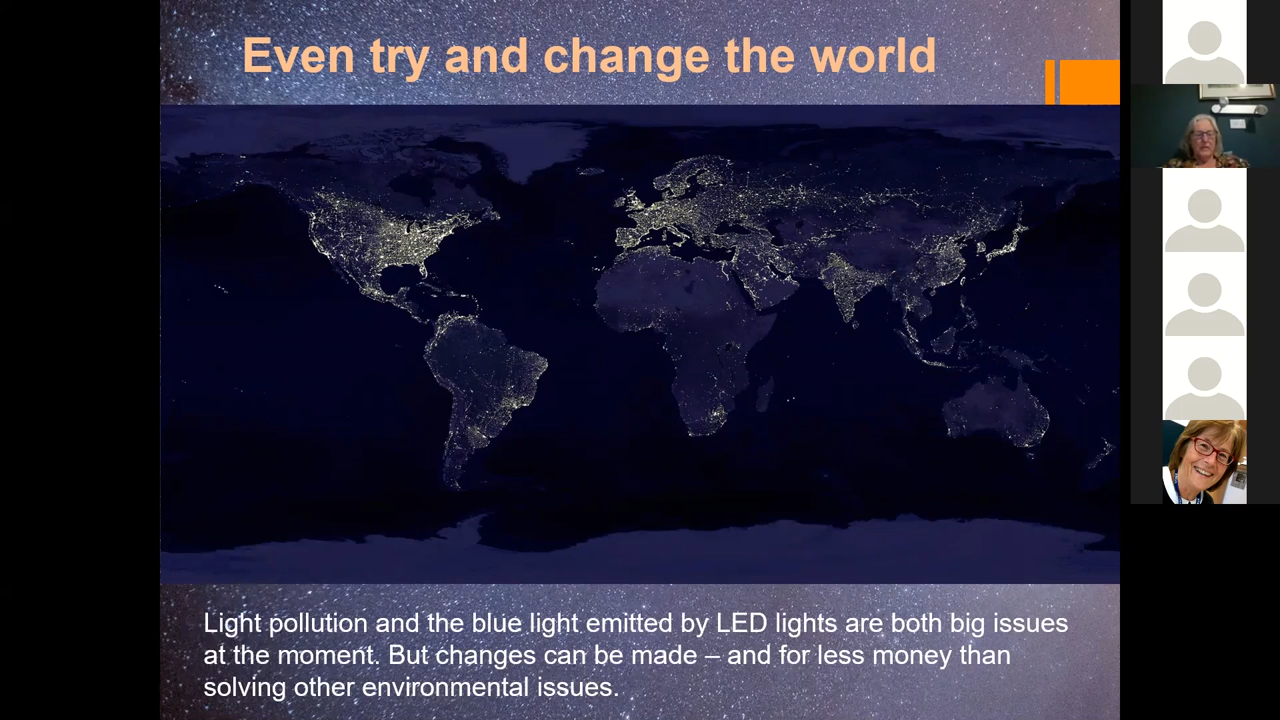 Even try and change the world
Light pollution and the blue light emitted by LED lights are both big issues
at the moment. But changes can be made – and for less money than
solving other environmental issues.